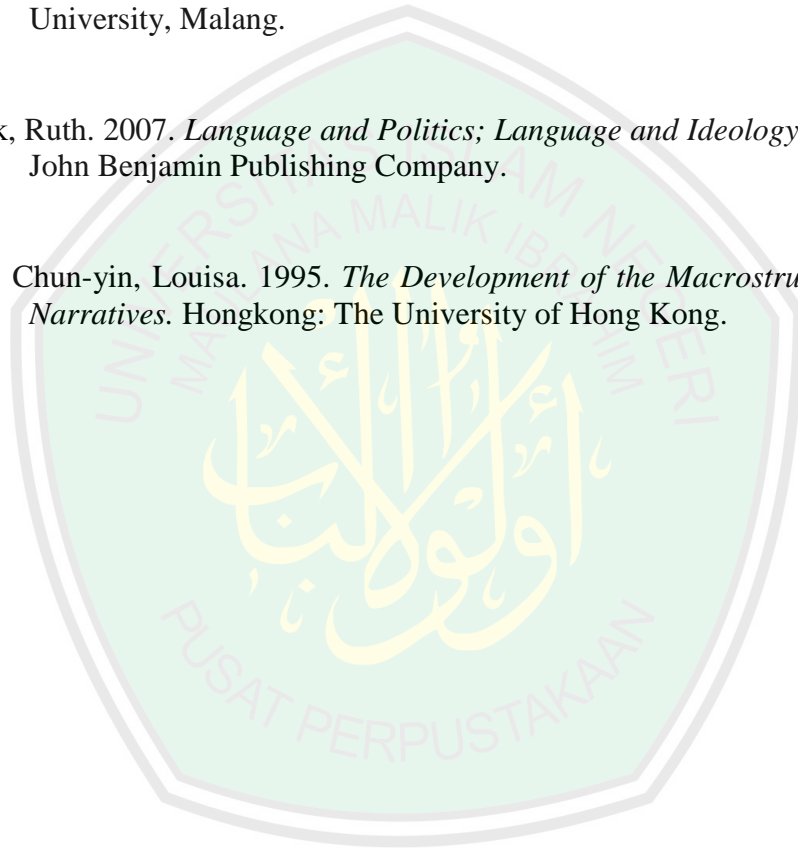 University, Malang.
k, Ruth. 2007. Language and Politics; Language and Ideology
John Benjamin Publishing Company.
Chun-yin, Louisa. 1995. The Development of the Macrostru
Narratives. Hongkong: The University of Hong Kong.
UNIVERSITAS ISLAM NEGERI
MAULANA MALIK IBRAHIM
أولوا الألباب
PUSAT PERPUSTAKAAN